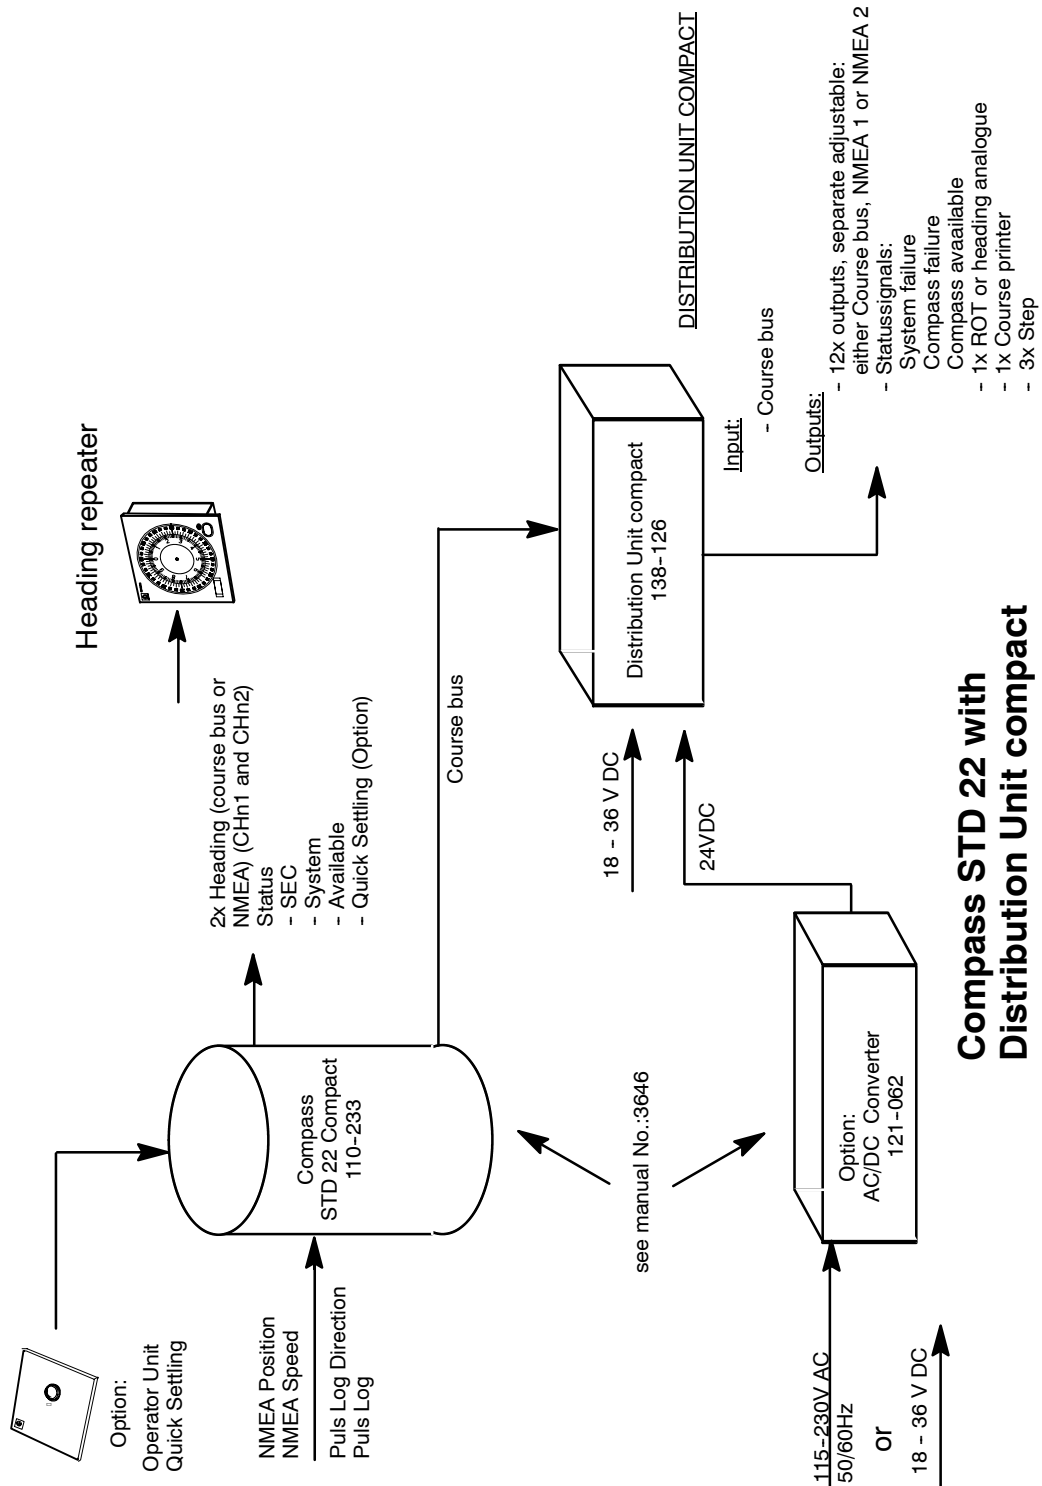 Option:
Operator Unit
Quick Settling
NMEA Position
NMEA Speed
Puls Log Direction
Puls Log
Compass
STD 22 Compact
110-233
2x Heading (course bus or
NMEA) (CHn1 and CHn2)
Status
- SEC
- System
- Available
- Quick Settling (Option)
Heading repeater
Course bus
see manual No.:3646
115-230V AC
50/60Hz
or
18 - 36 V DC
Option:
AC/DC Converter
121-062
18 - 36 V DC
24VDC
Distribution Unit compact
138-126
DISTRIBUTION UNIT COMPACT
Input:
- Course bus
Outputs:
- 12x outputs, separate adjustable:
either Course bus, NMEA 1 or NMEA 2
- Statussignals:
System failure
Compass failure
Compass avaailable
- 1x ROT or heading analogue
- 1x Course printer
- 3x Step
Compass STD 22 with
Distribution Unit compact